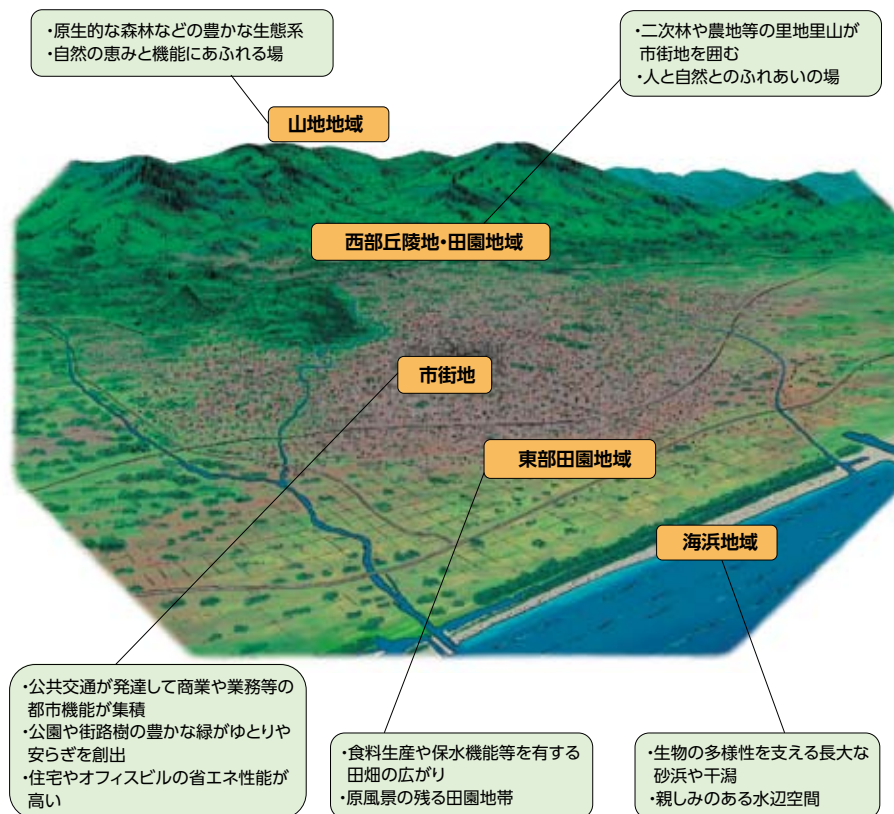 ・原生的な森林などの豊かな生態系
・自然の恵みと機能にあふれる場
・二次林や農地等の里地里山が
市街地を囲む
・人と自然とのふれあいの場
山地地域
西部丘陵地・田園地域
市街地
東部田園地域
海浜地域
・公共交通が発達して商業や業務等の
都市機能が集積
・公園や街路樹の豊かな緑がゆとりや
安らぎを創出
・住宅やオフィスビルの省エネ性能が
高い
・食料生産や保水機能等を有する
田畑の広がり
・原風景の残る田園地帯
・生物の多様性を支える長大な
砂浜や干潟
・親しみのある水辺空間